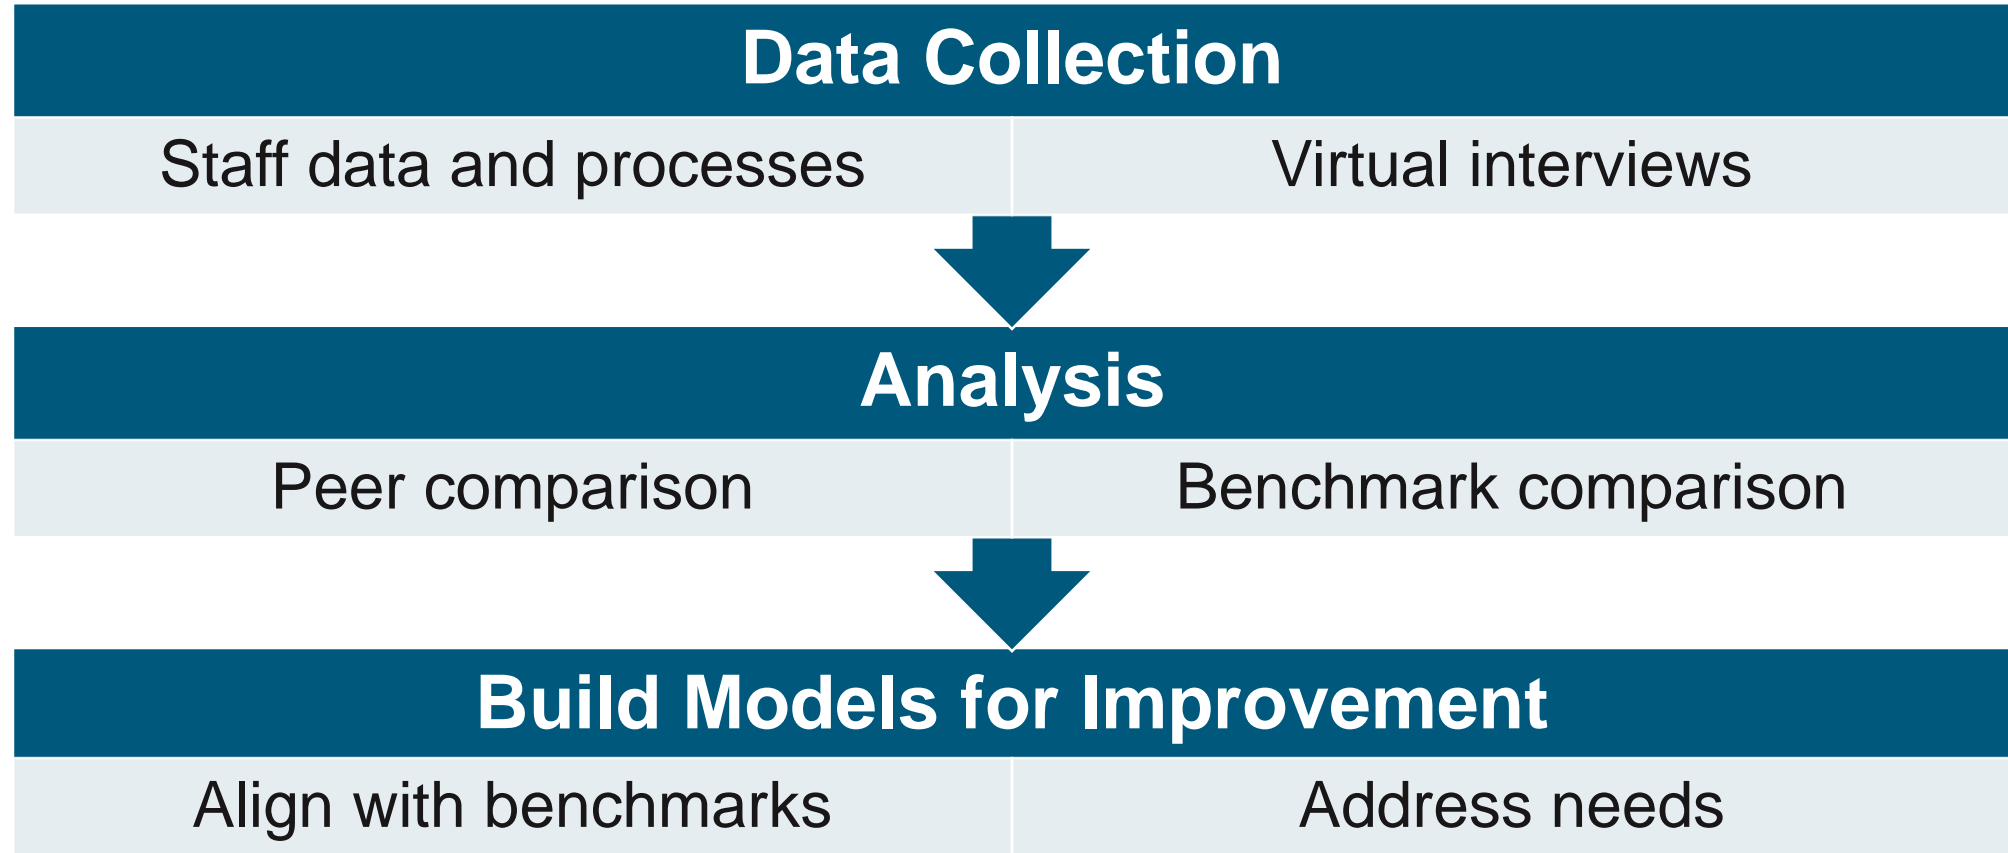 Data Collection
Staff data and processes
Virtual interviews
Analysis
Peer comparison
Benchmark comparison
Build Models for Improvement
Align with benchmarks
Address needs